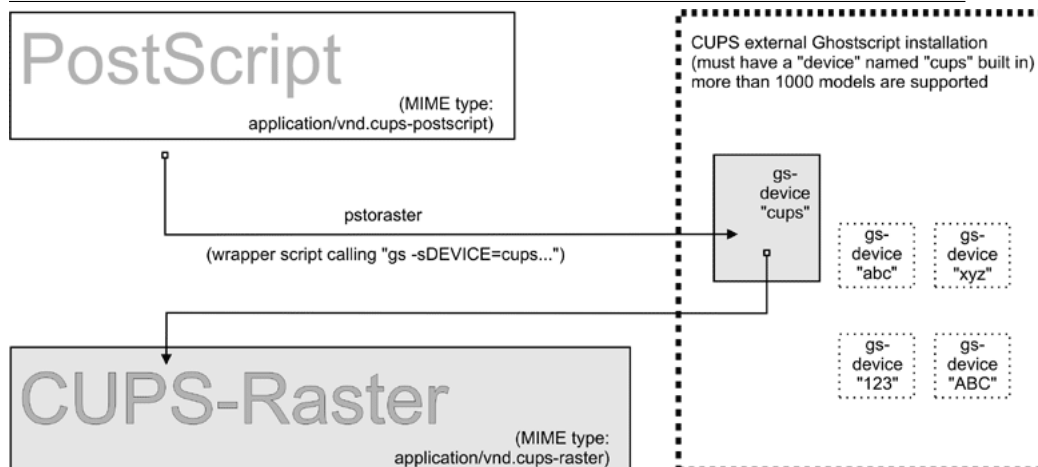 PostScript
(MIME type:
application/vnd.cups-postscript)
CUPS external Ghostscript installation
(must have a "device" named "cups" built in)
more than 1000 models are supported
gs-
device
"cups"
pstoraster
(wrapper script calling "gs -sDEVICE=cups...")
gs-
device
"abc"
gs-
device
"xyz"
gs-
device
"123"
gs-
device
"ABC"
CUPS-Raster
(MIME type:
application/vnd.cups-raster)